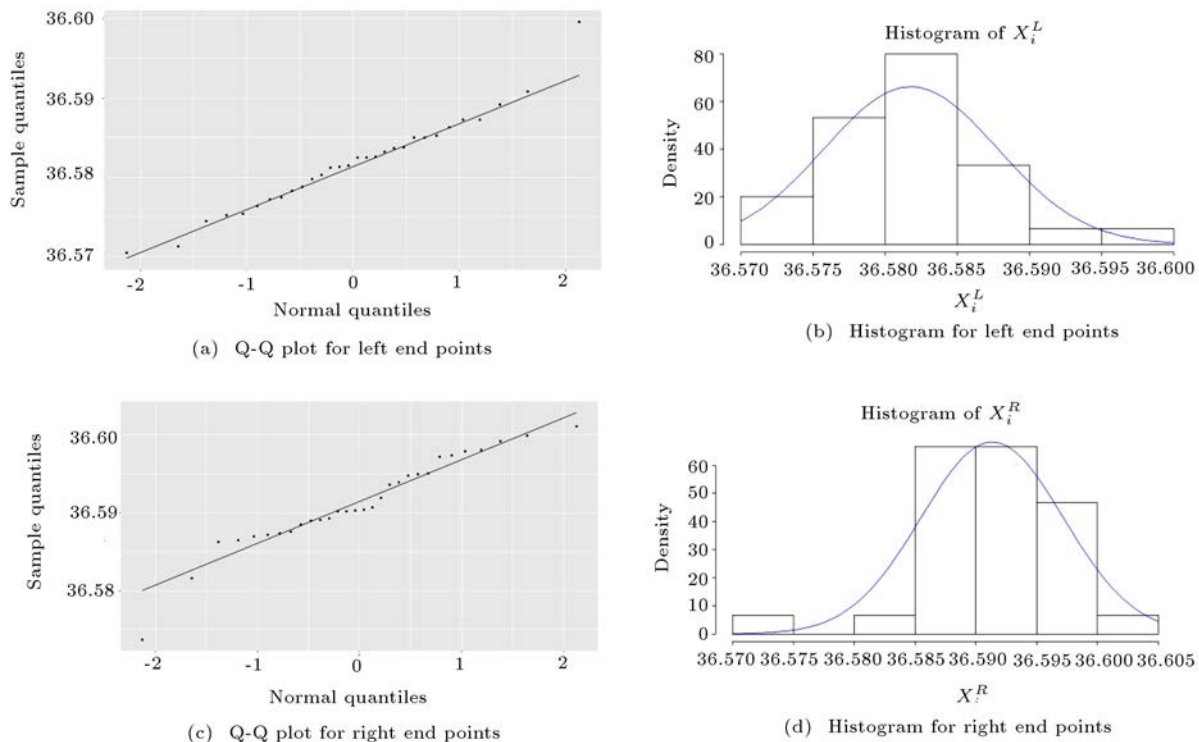 36.60
36.59
36.58
36.57
Sample quantiles
-2 -1 0 1 2
Normal quantiles
(a) Q-Q plot for left end points
Histogram of X_i^L
80
60
40
20
0
Density
36.570 36.575 36.580 36.585 36.590 36.595 36.600
X_i^L
(b) Histogram for left end points
36.60
36.59
36.58
Sample quantiles
-2 -1 0 1 2
Normal quantiles
(c) Q-Q plot for right end points
Histogram of X_i^R
60
50
40
30
20
10
0
Density
36.570 36.575 36.580 36.585 36.590 36.595 36.600 36.605
X_i^R
(d) Histogram for right end points